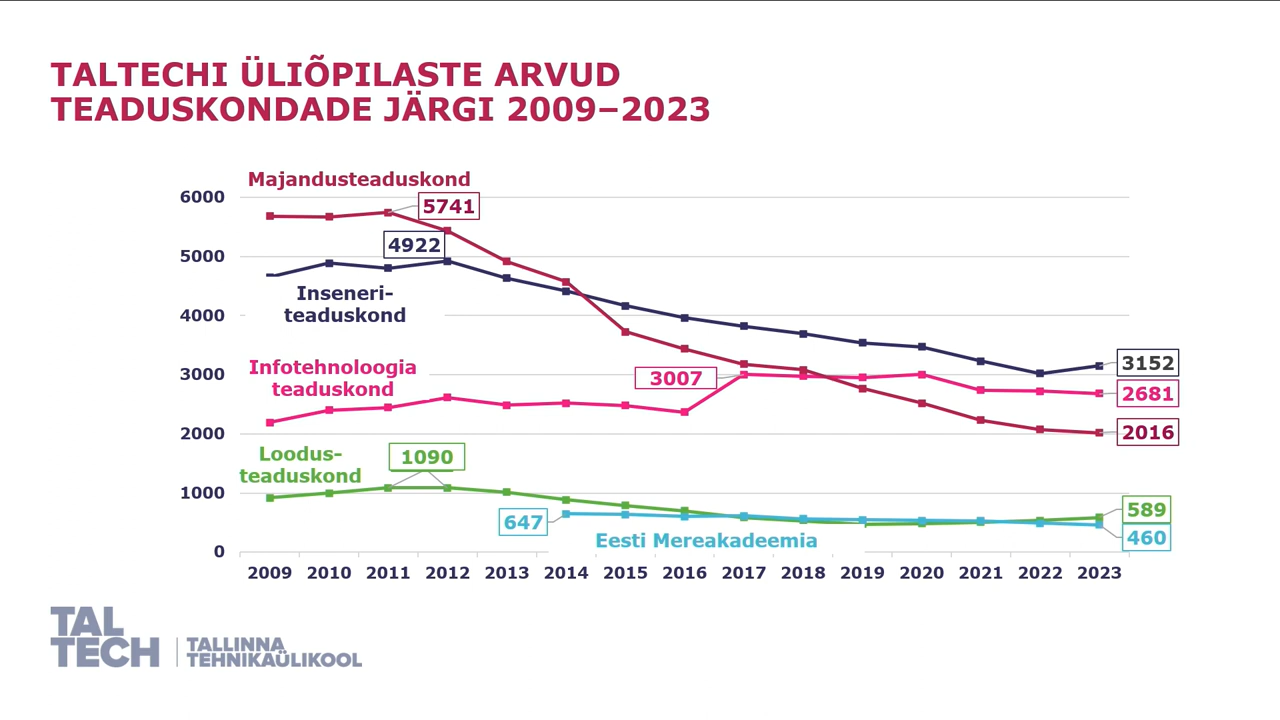 TALTECHI ÜLIÕPILASTE ARVUD
TEADUSKONDADE JÄRGI 2009–2023
Majandusteaduskond
6000
5741
4922
5000
Inseneri-
teaduskond
4000
3152
Infotehnoloogia
teaduskond
3000
3007
2681
2016
2000
Loodus-
teaduskond
1090
1000
647
589
Eesti Mereakadeemia
460
0
2009 2010 2011 2012 2013 2014 2015 2016 2017 2018 2019 2020 2021 2022 2023
TAL
TECH
TALLINNA
TEHNIKAÜLIKOOL